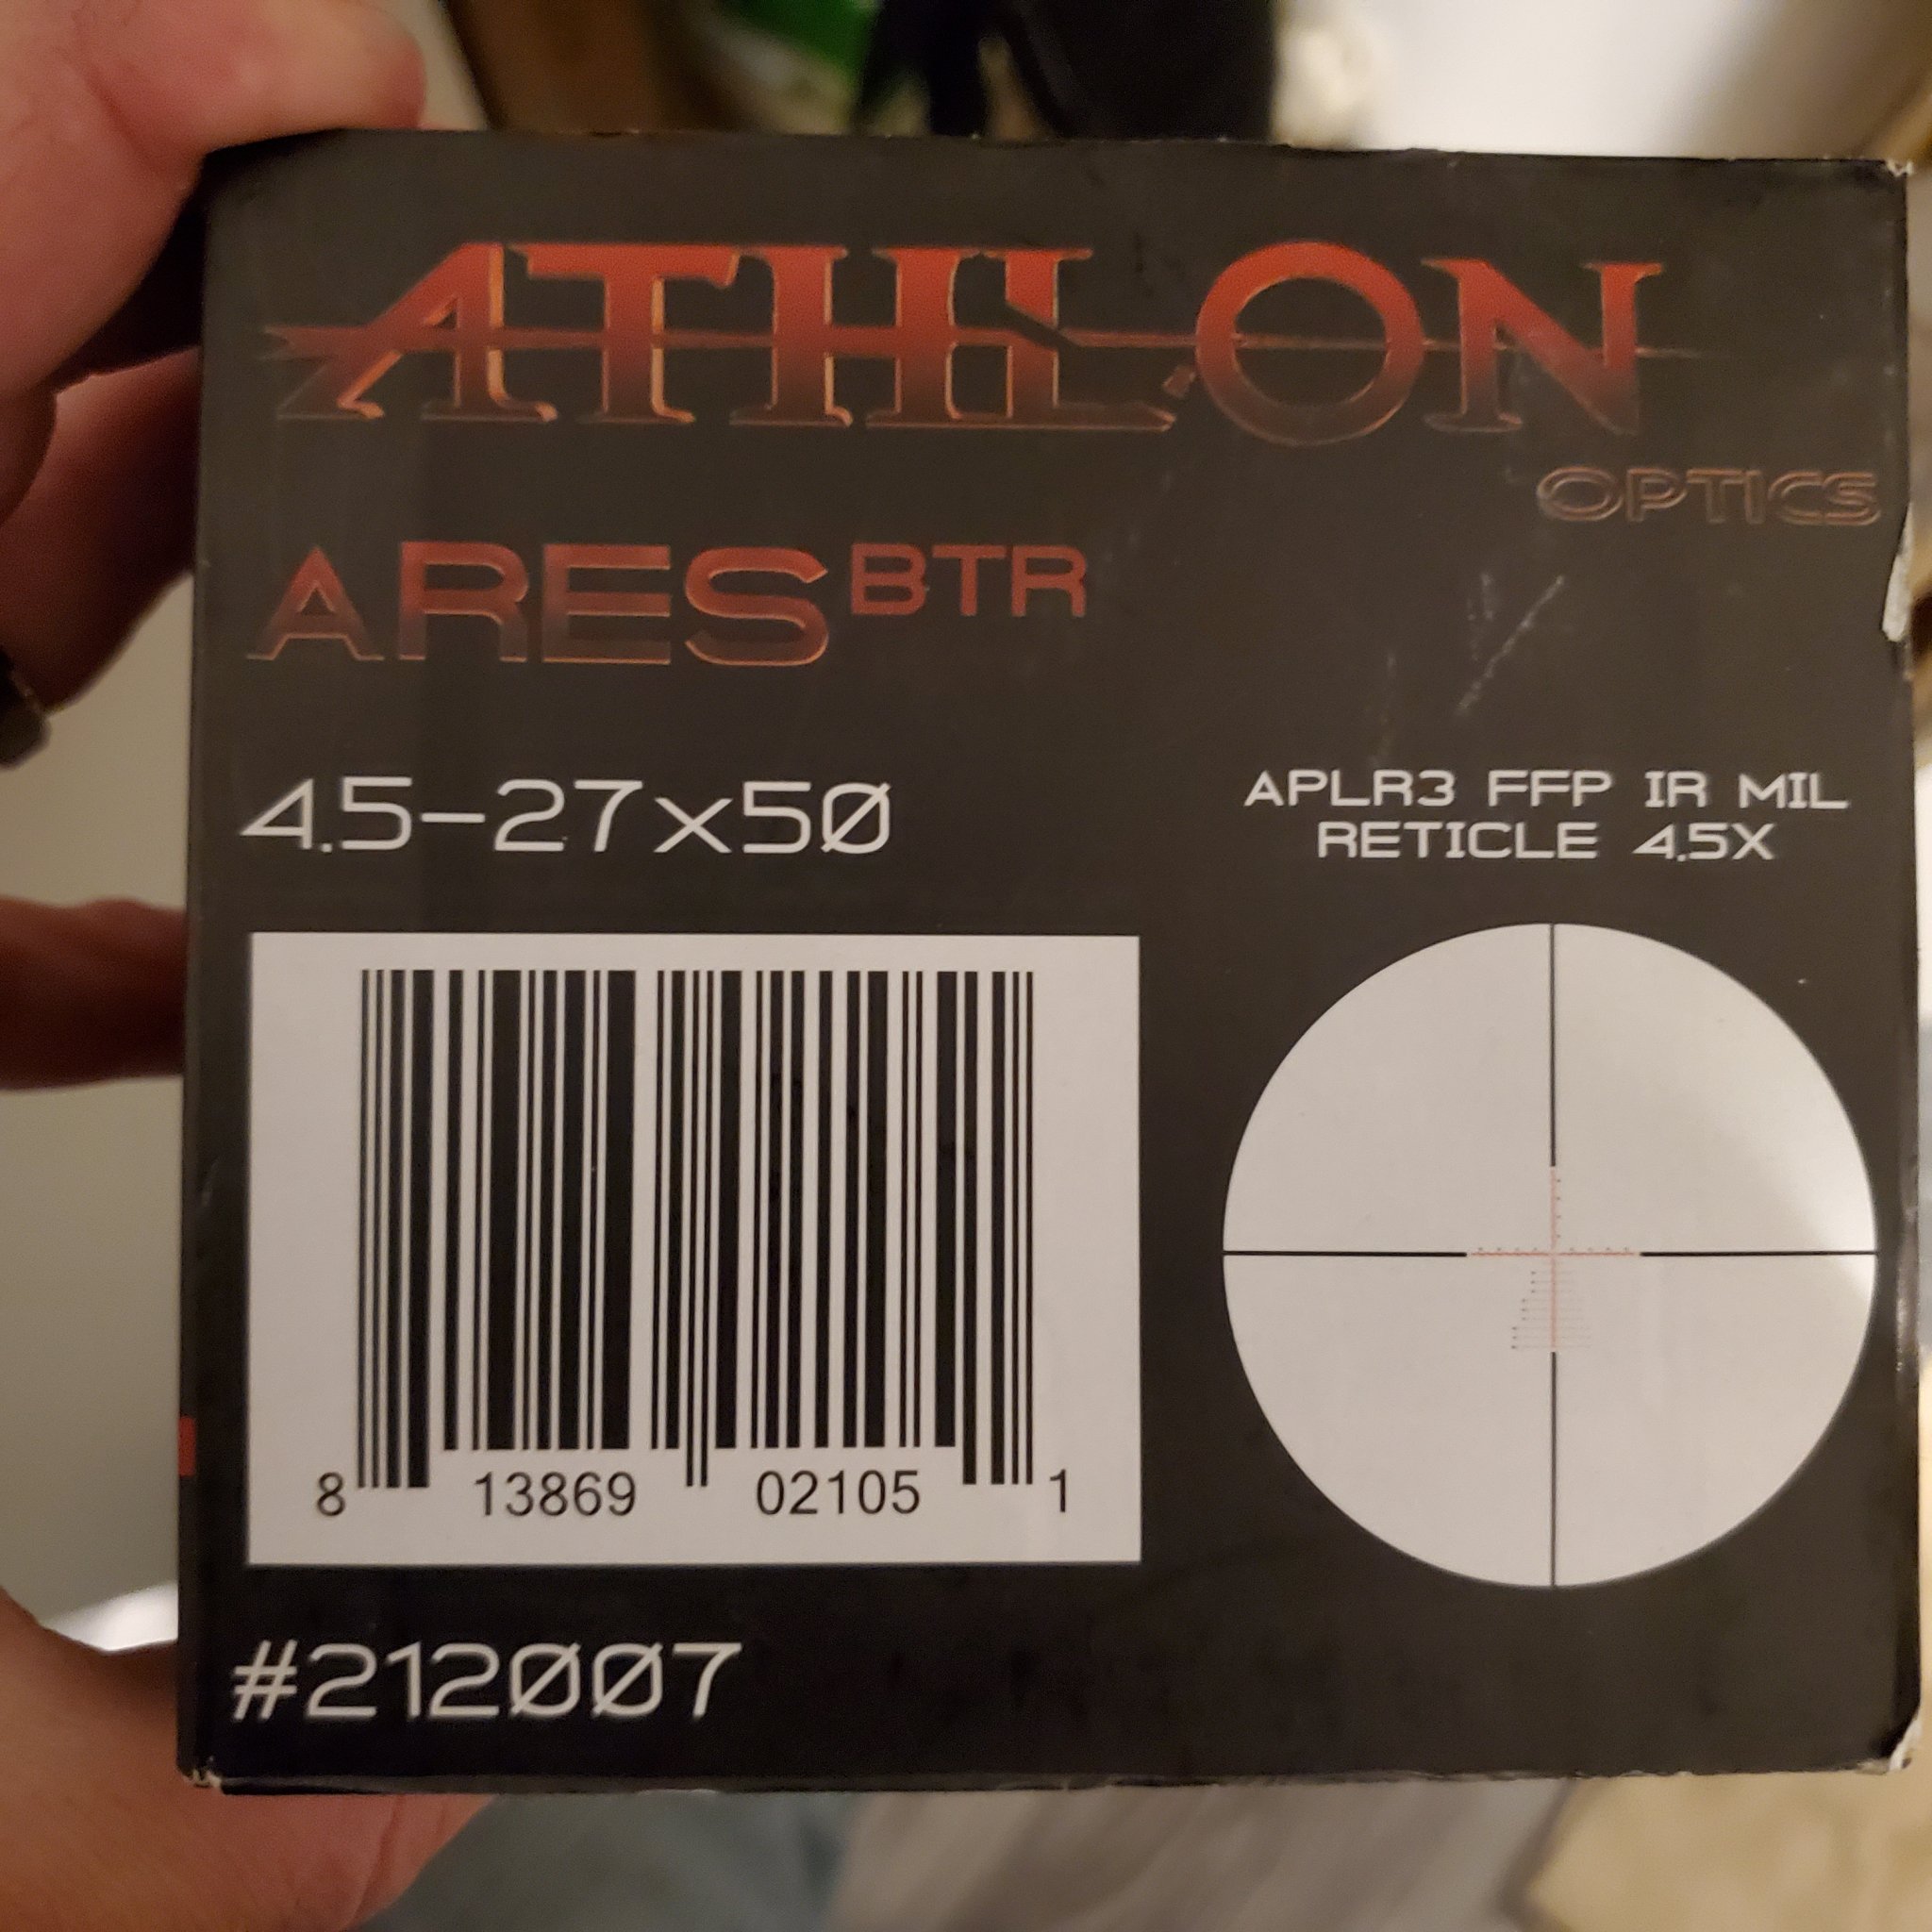 ATHLON
OPTICS
ARES BTR
4.5-27x50
APLR3 FFP IR MIL
RETICLE 4.5X
8 13869 02105 1
#212007